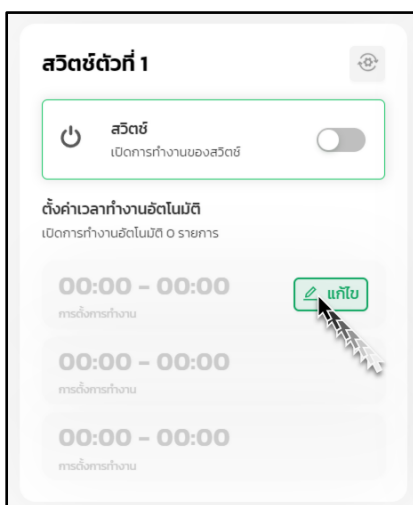 สวิตช์ตัวที่ 1
สวิตช์
เปิดการทำงานของสวิตช์
ตั้งค่าเวลาทำงานอัตโนมัติ
เปิดการทำงานอัตโนมัติ 0 รายการ
00:00 - 00:00
แก้ไข
การตั้งการทำงาน
00:00 - 00:00
การตั้งการทำงาน
00:00 - 00:00
การตั้งการทำงาน